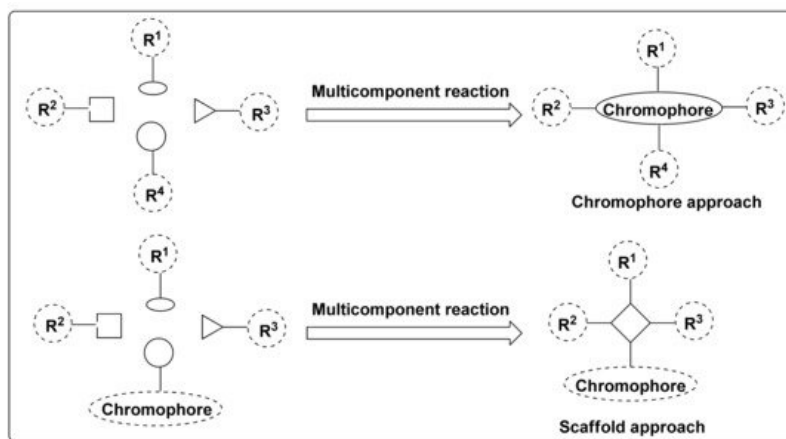 R1
R2
R3
R4
Multicomponent reaction
R1
R2
Chromophore
R3
R4
Chromophore approach
R1
R2
R3
Chromophore
Multicomponent reaction
R1
R2
R3
Chromophore
Scaffold approach